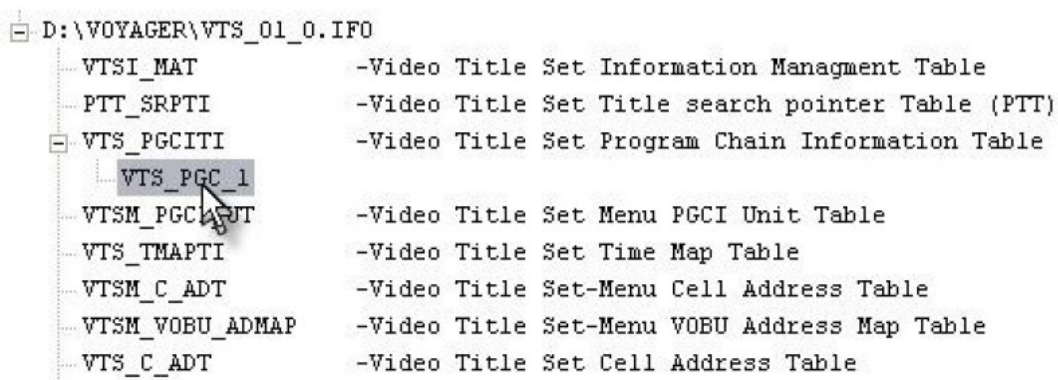 D:\VOYAGER\VTS_01_0.IFO
VTSI_MAT -Video Title Set Information Managment Table
PTT_SRPTI -Video Title Set Title search pointer Table (PTT)
VTS_PGCITI -Video Title Set Program Chain Information Table
VTS_PGC_1
-Video Title Set Menu PGCI Unit Table
VTS_TMAPTI -Video Title Set Time Map Table
VTSM_C_ADT -Video Title Set-Menu Cell Address Table
VTSM_VOBU_ADMAP -Video Title Set-Menu VOBU Address Map Table
VTS_C_ADT -Video Title Set Cell Address Table